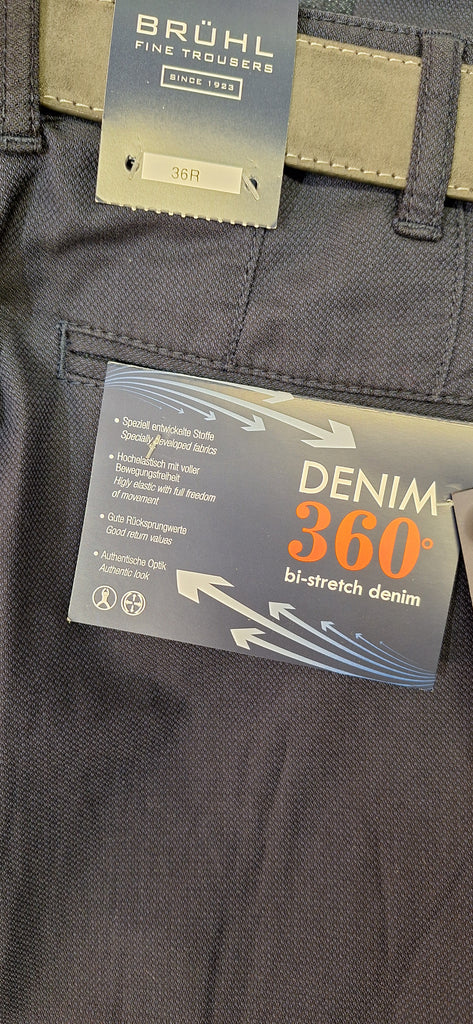 BRÜHL
FINE TROUSERS
SINCE 1923
36R
• Speziell entwickelte Stoffe
Specially developed fabrics
• Hochelastisch mit voller
Bewegungsfreiheit
Higly elastic with full freedom
of movement
• Gute Rücksprungwerte
Good return values
• Authentische Optik
Authentic look
DENIM
360°
bi-stretch denim